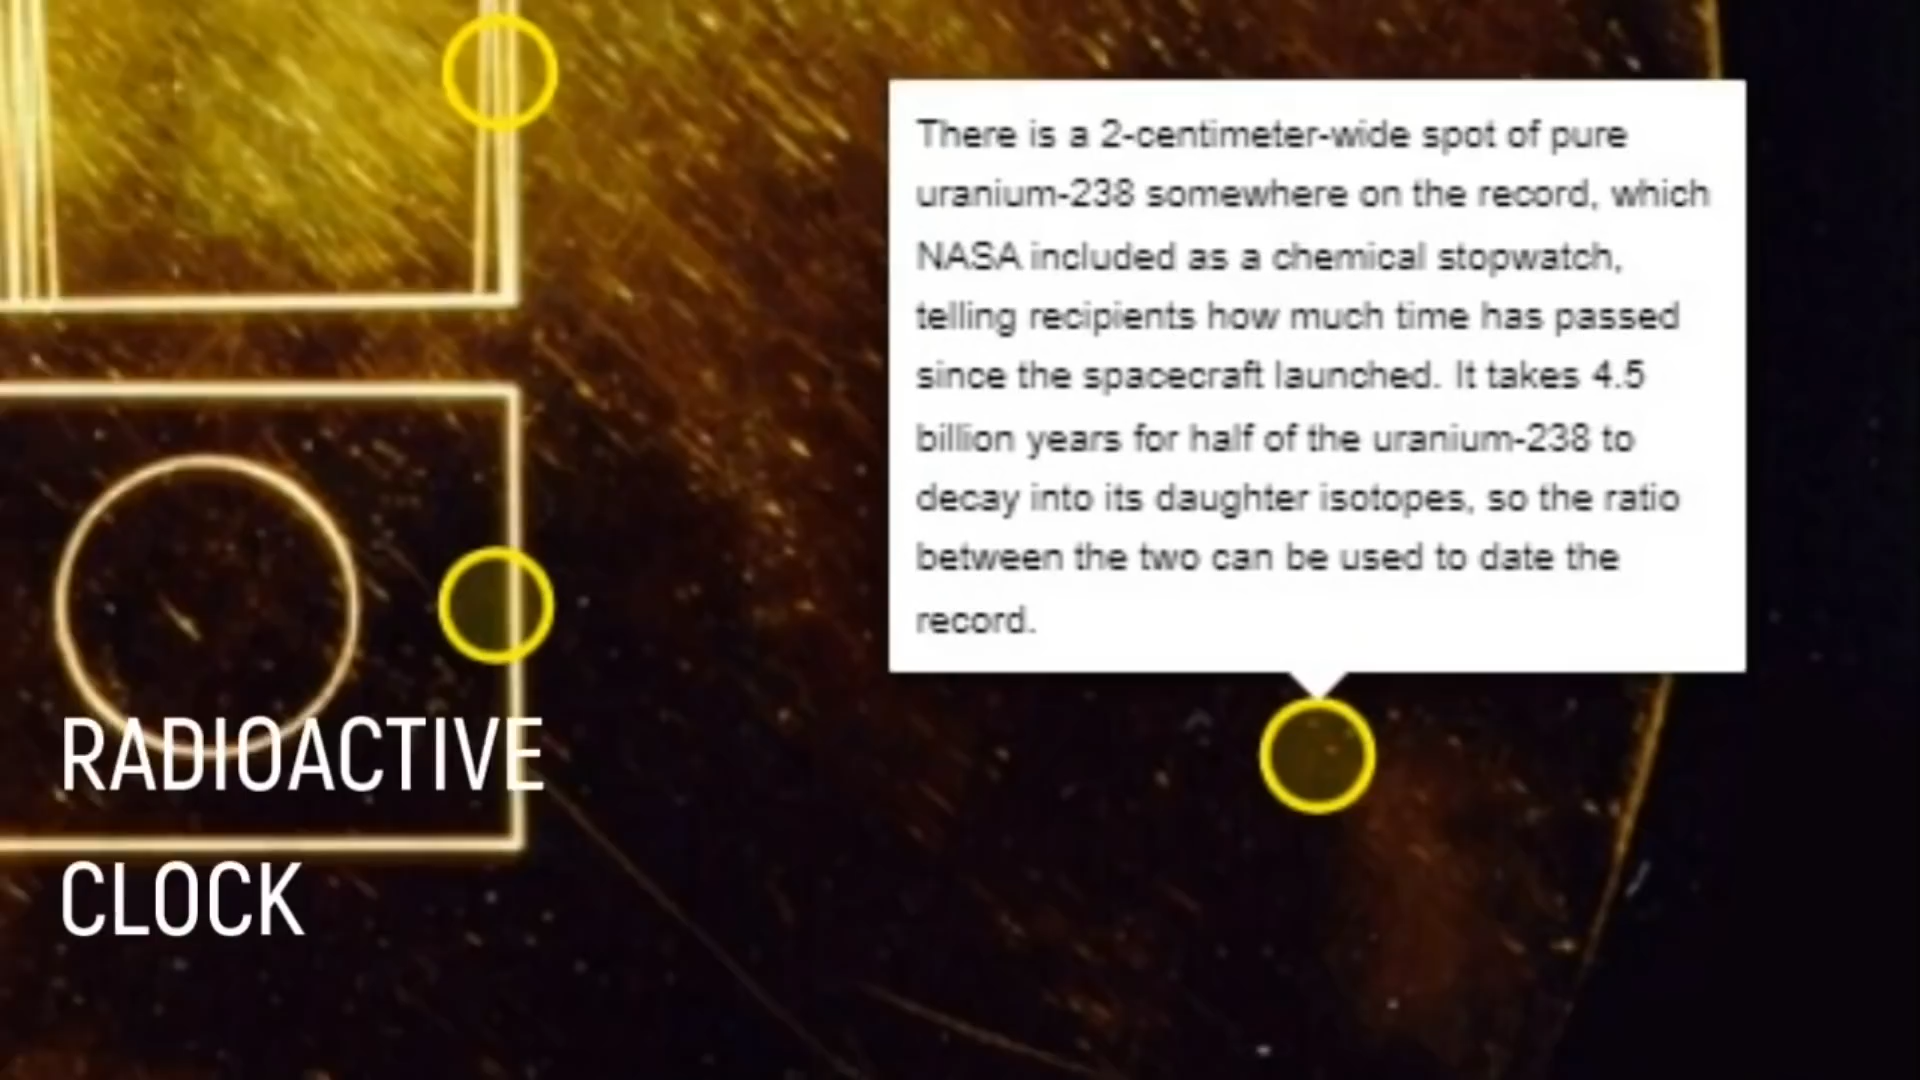 There is a 2-centimeter-wide spot of pure
uranium-238 somewhere on the record, which
NASA included as a chemical stopwatch,
telling recipients how much time has passed
since the spacecraft launched. It takes 4.5
billion years for half of the uranium-238 to
decay into its daughter isotopes, so the ratio
between the two can be used to date the
record.
RADIOACTIVE
CLOCK